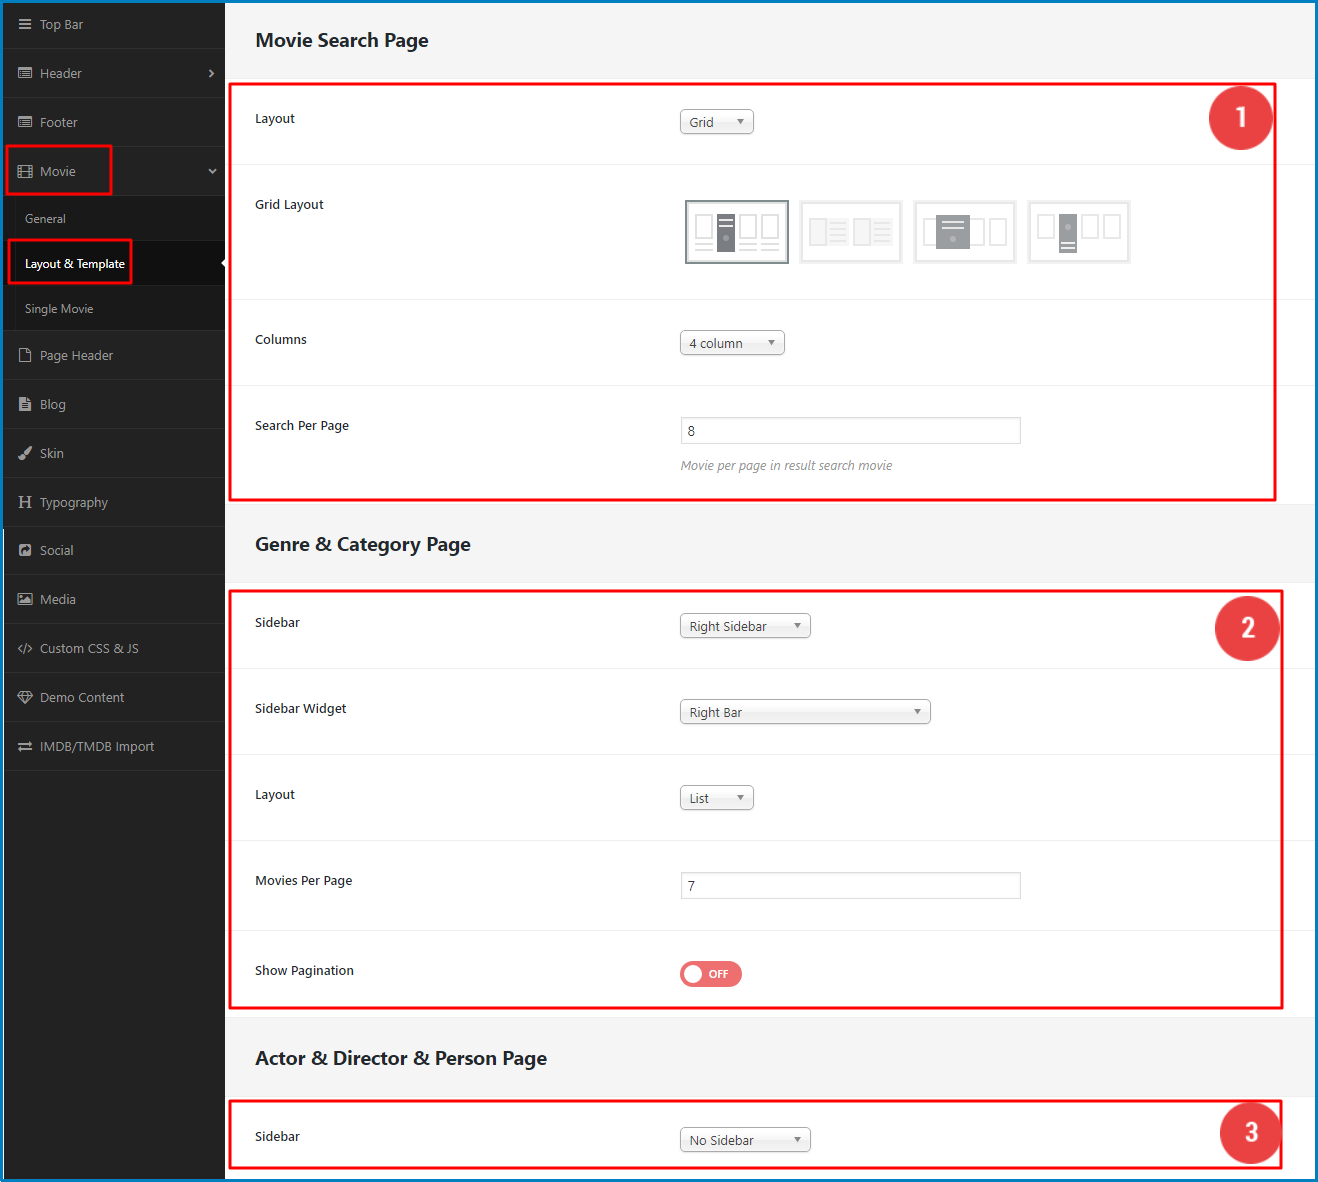 Top Bar
Header
Footer
Movie
General
Layout & Template
Single Movie
Page Header
Blog
Skin
Typography
Social
Media
Custom CSS & JS
Demo Content
IMDB/TMDB Import
Movie Search Page
1
Layout
Grid
Grid Layout
Columns
4 column
Search Per Page
8
Movie per page in result search movie
Genre & Category Page
2
Sidebar
Right Sidebar
Sidebar Widget
Right Bar
Layout
List
Movies Per Page
7
Show Pagination
OFF
Actor & Director & Person Page
3
Sidebar
No Sidebar